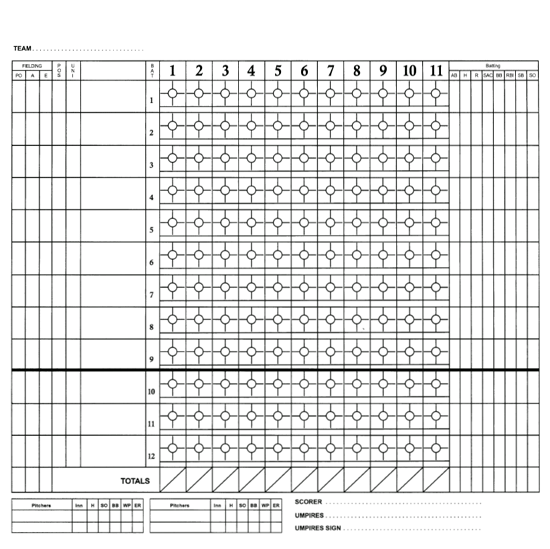 TEAM
FIELDING POS UNI BAT 1 2 3 4 5 6 7 8 9 10 11 Batting
PO A E AB H R SAC BB RBI SB SO
1
2
3
4
5
6
7
8
9
10
11
12
TOTALS
Pitchers Inn H SO BB WP ER Pitchers Inn H SO BB WP ER
SCORER
UMPIRES
UMPIRES SIGN